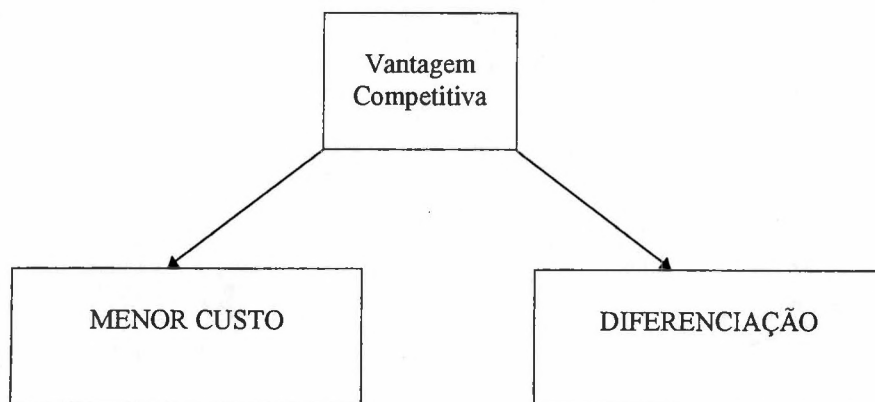 Vantagem
Competitiva
MENOR CUSTO
DIFERENCIAÇÃO